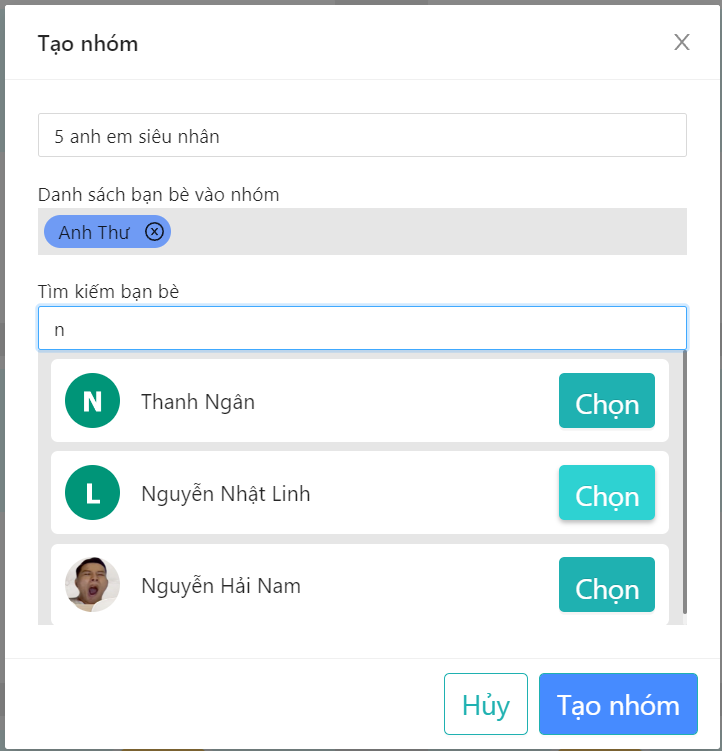 Tạo nhóm
5 anh em siêu nhân
Danh sách bạn bè vào nhóm
Anh Thư
Tìm kiếm bạn bè
n
N Thanh Ngân Chọn
L Nguyễn Nhật Linh Chọn
Nguyễn Hải Nam Chọn
Hủy Tạo nhóm